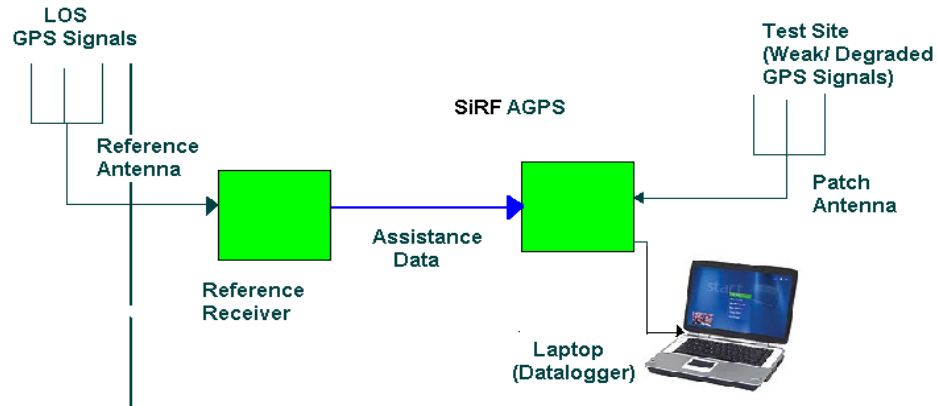 LOS
GPS Signals
Test Site
(Weak/ Degraded
GPS Signals)
SiRF AGPS
Reference
Antenna
Patch
Antenna
Assistance
Data
Reference
Receiver
start
Laptop
(Datalogger)